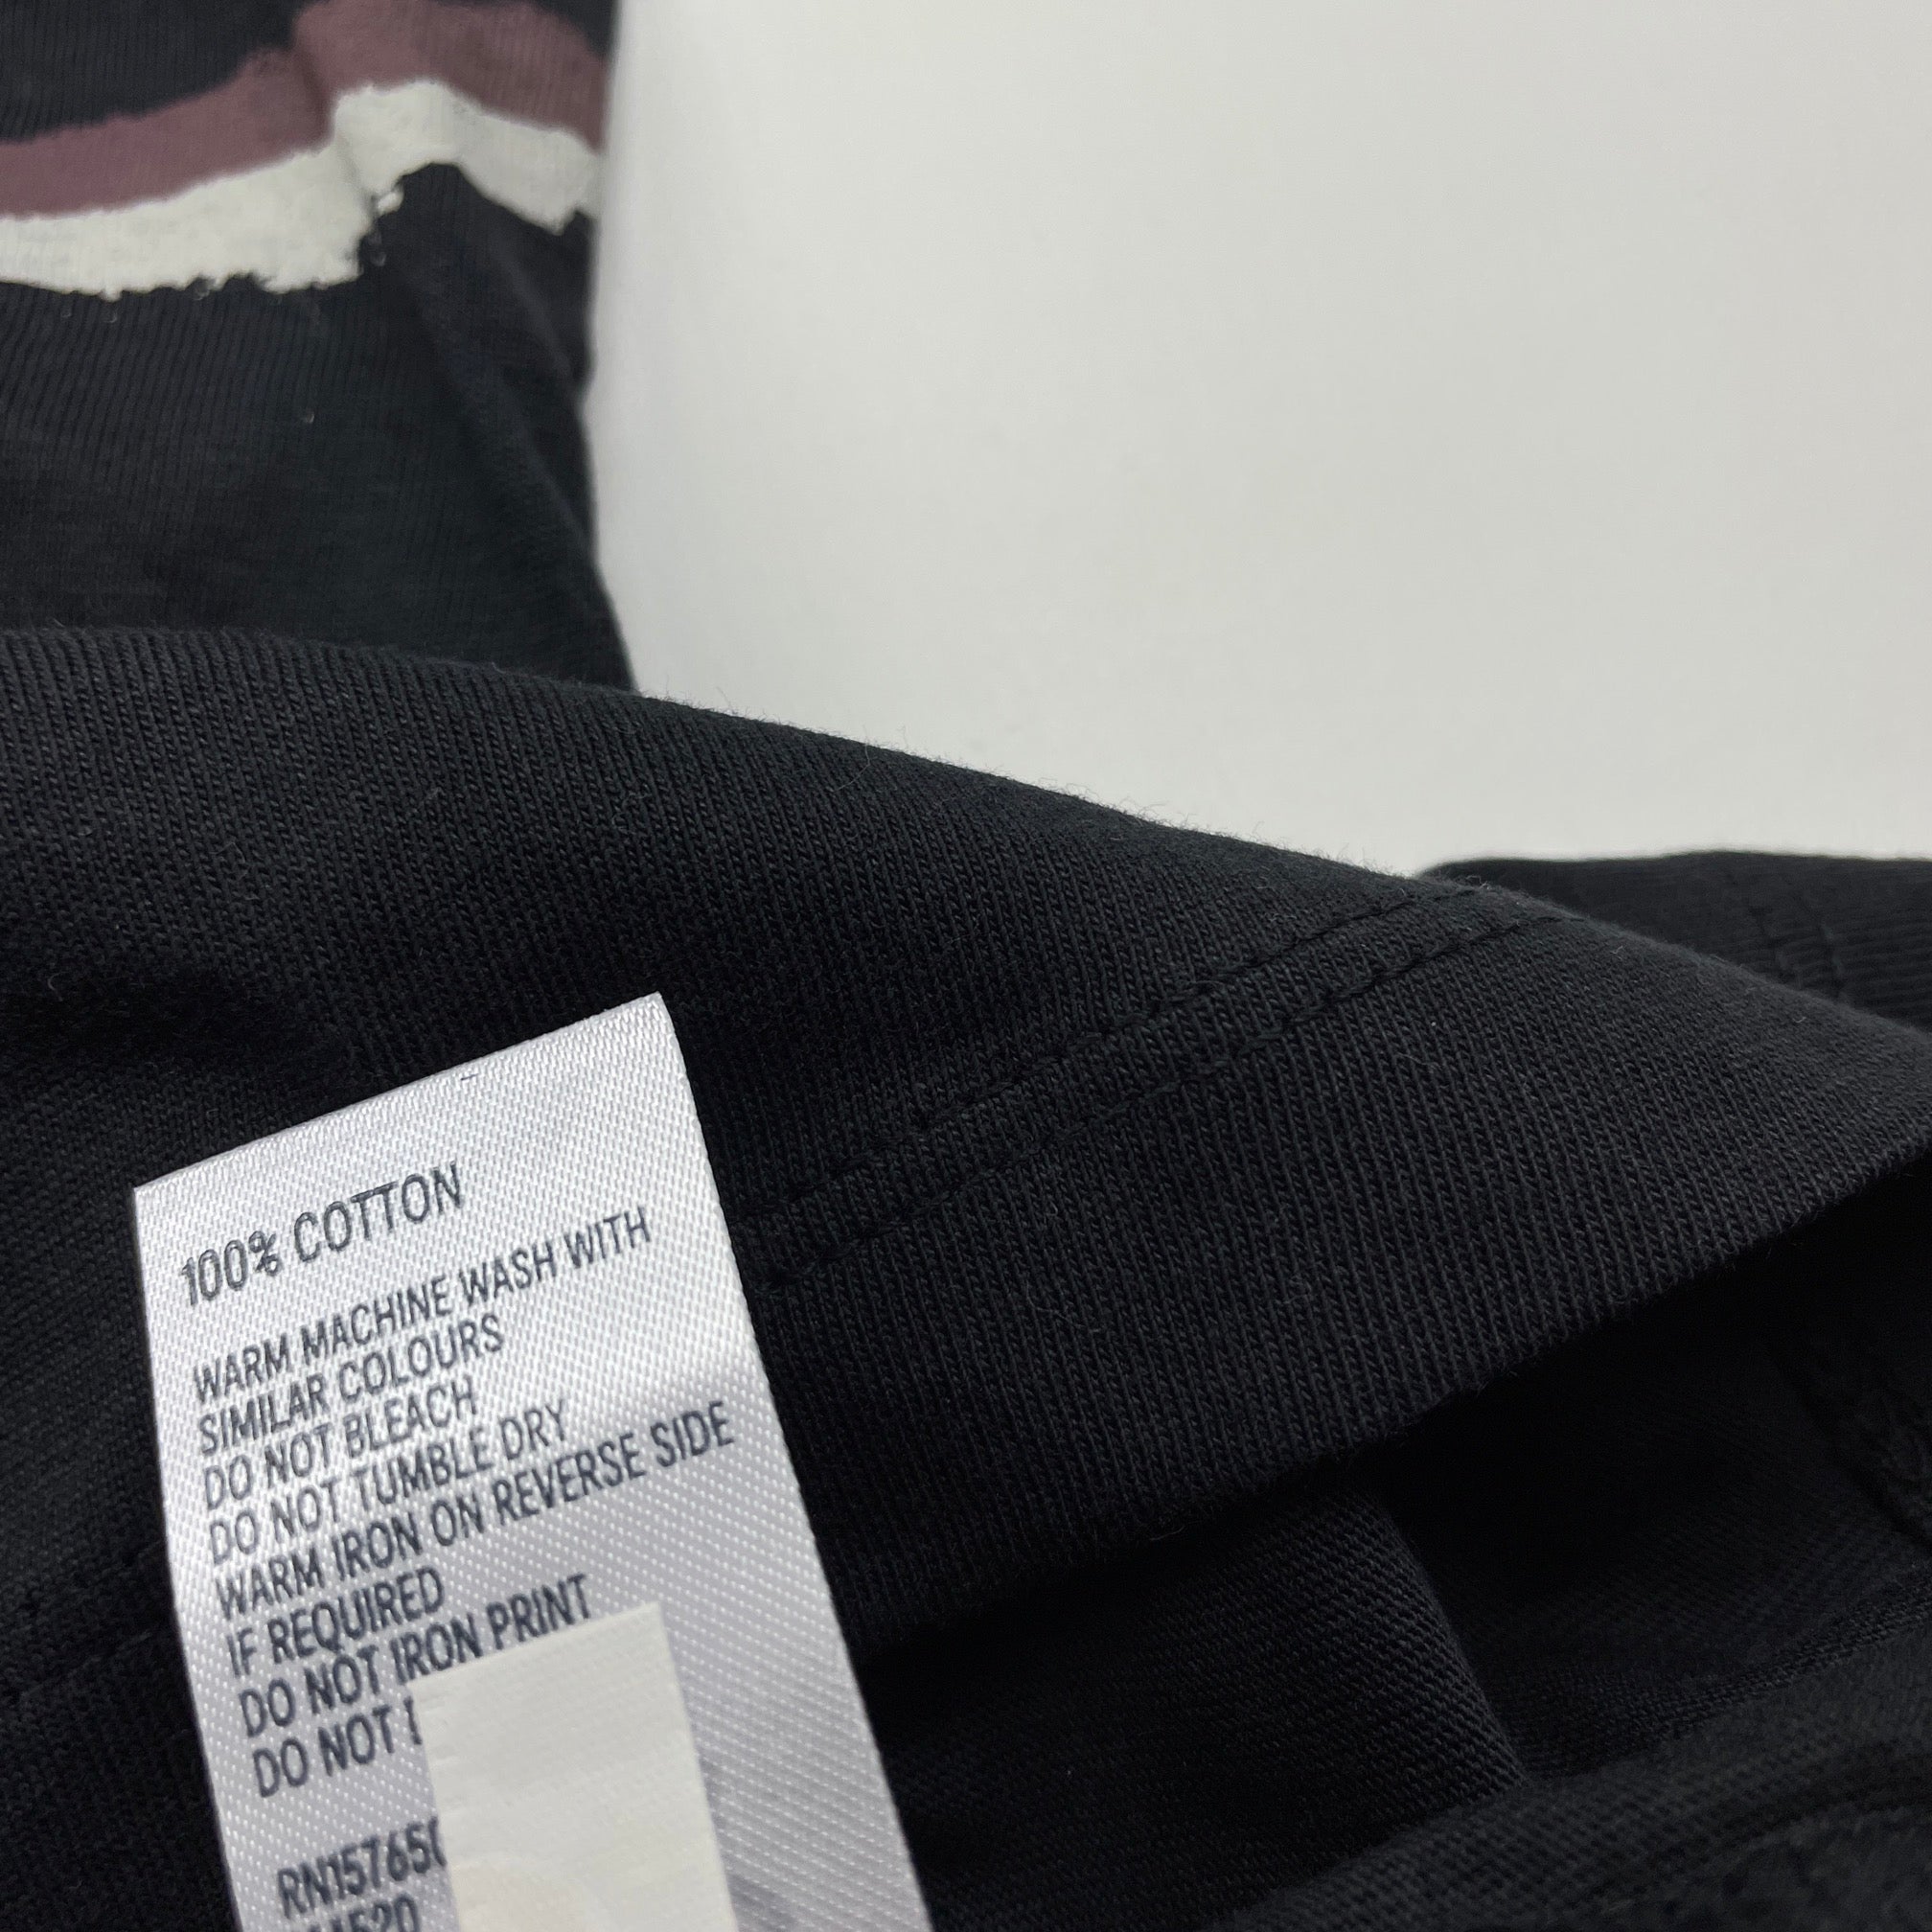 100% COTTON
WARM MACHINE WASH WITH
SIMILAR COLOURS
DO NOT BLEACH
DO NOT TUMBLE DRY
WARM IRON ON REVERSE SIDE
IF REQUIRED
DO NOT IRON PRINT
DO NOT